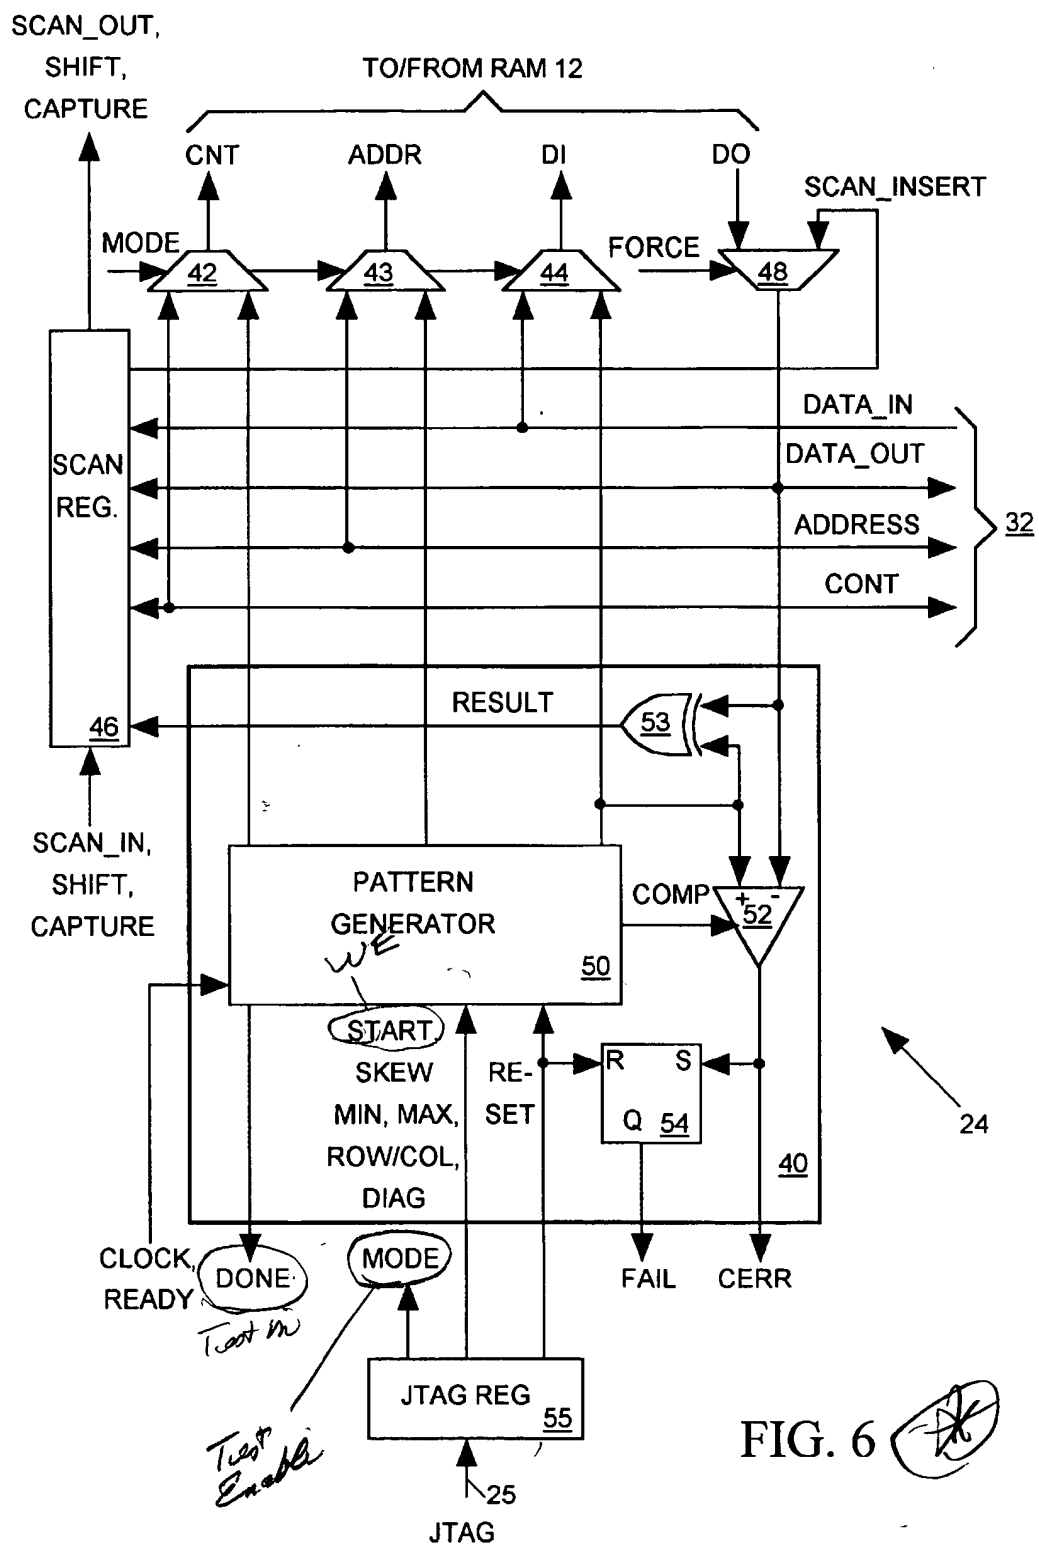 SCAN_OUT,
SHIFT,
CAPTURE
TO/FROM RAM 12
CNT
ADDR
DI
DO
SCAN_INSERT
MODE
42
43
44
FORCE
48
DATA_IN
SCAN
REG.
DATA_OUT
32
ADDRESS
CONT
RESULT
53
46
SCAN_IN,
SHIFT,
CAPTURE
PATTERN
GENERATOR
50
COMP
+ -
52
WE
START,
SKEW
MIN, MAX,
ROW/COL,
DIAG
RE-
SET
R S
Q 54
24
40
CLOCK,
READY
DONE
Test in
MODE
FAIL
CERR
JTAG REG
55
Test
Enable
25
JTAG
FIG. 6